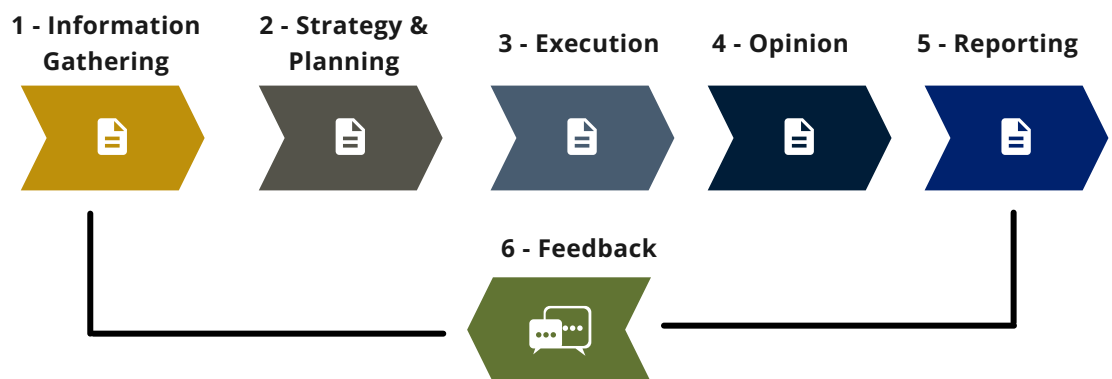 1 - Information
Gathering
2 - Strategy &
Planning
3 - Execution
4 - Opinion
5 - Reporting
6 - Feedback